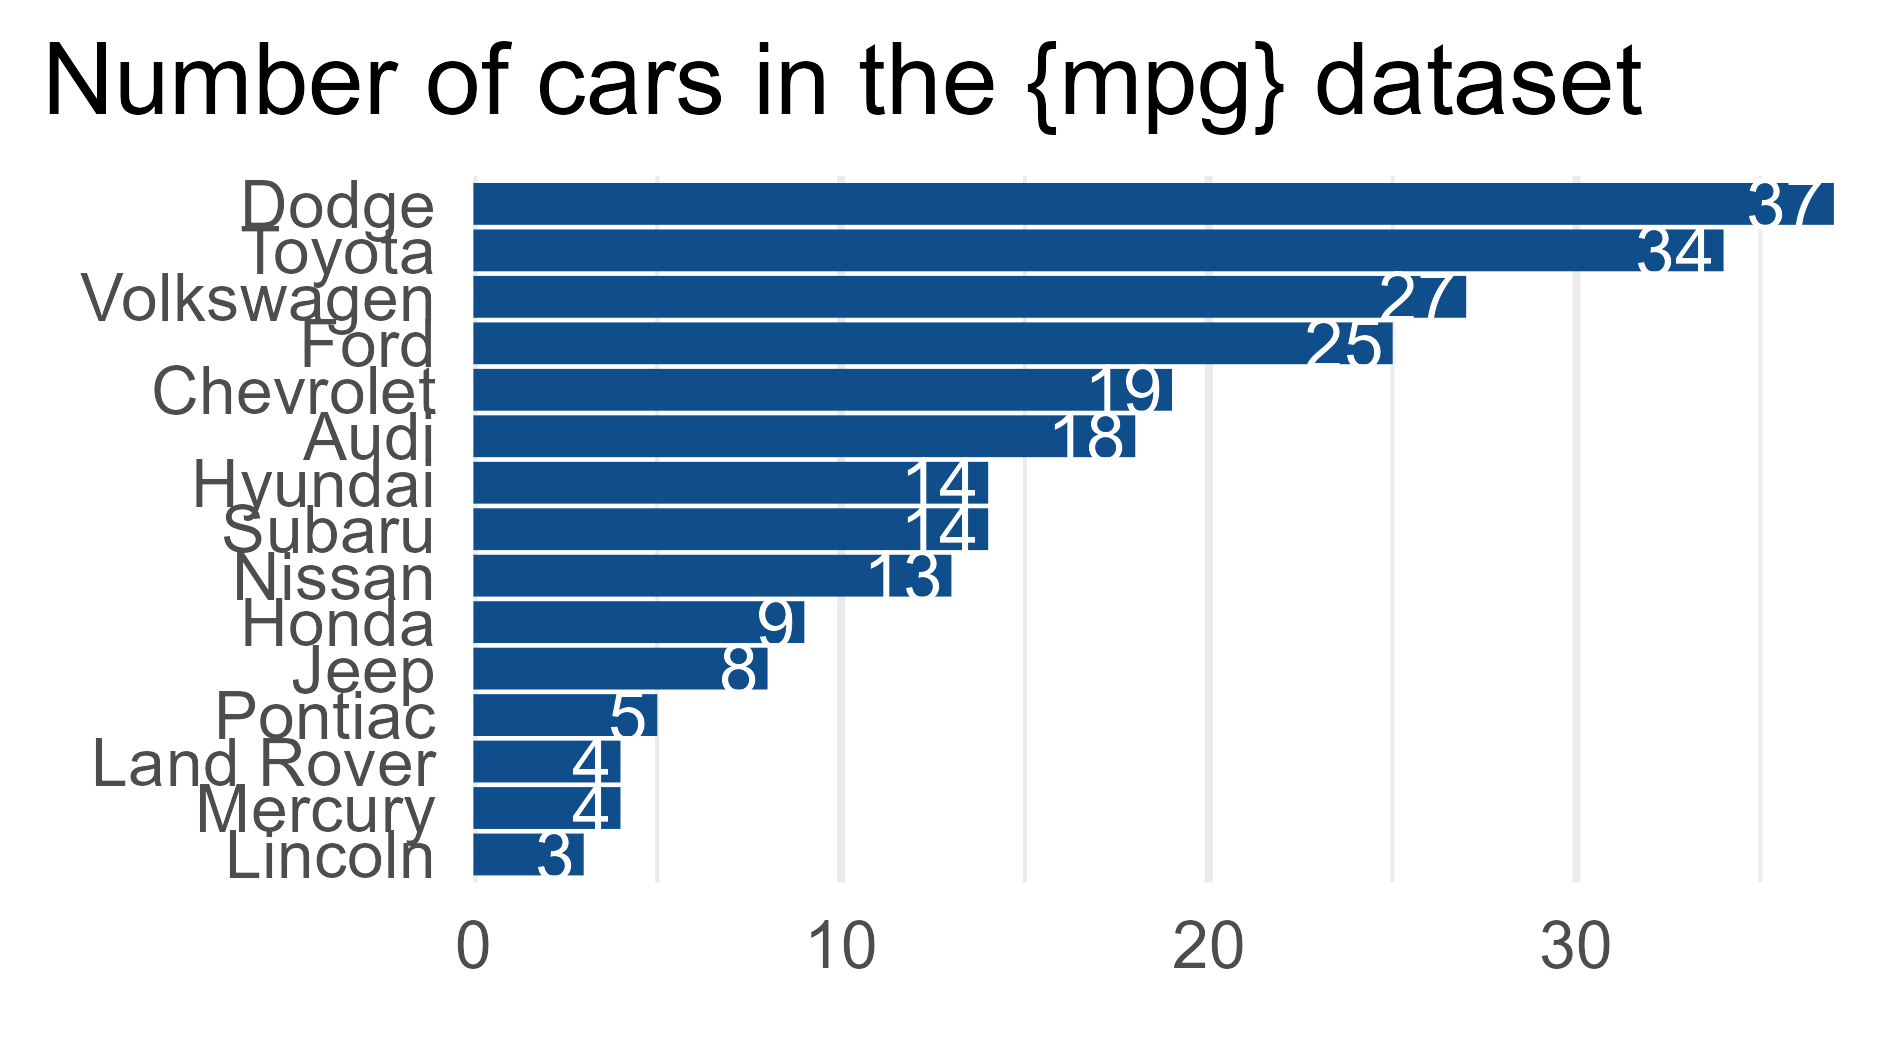 Number of cars in the {mpg} dataset
Dodge 37
Toyota 34
Volkswagen 27
Ford 25
Chevrolet 19
Audi 18
Hyundai 14
Subaru 14
Nissan 13
Honda 9
Jeep 8
Pontiac 5
Land Rover 4
Mercury 4
Lincoln 3
0 10 20 30